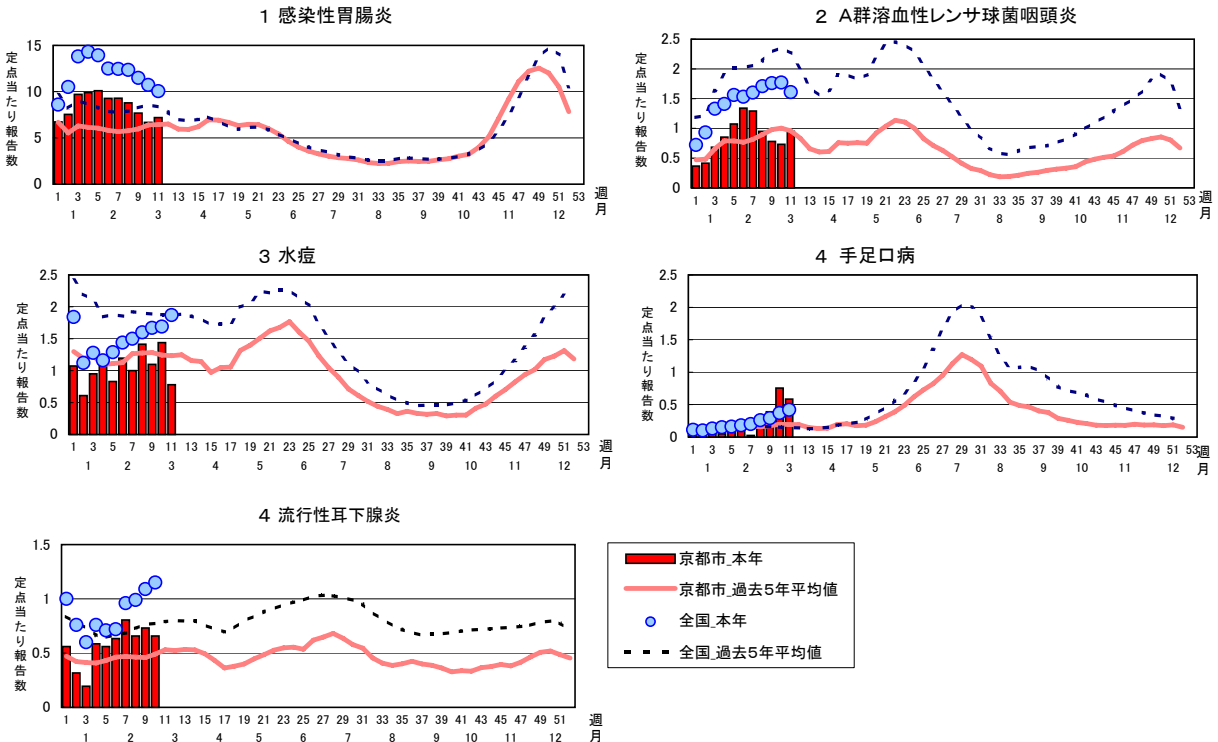 1 感染性胃腸炎
定点当たり報告数
15
10
5
0
1 3 5 7 9 11 13 15 17 19 21 23 25 27 29 31 33 35 37 39 41 43 45 47 49 51 53 週
1 2 3 4 5 6 7 8 9 10 11 12 月
2 A群溶血性レンサ球菌咽頭炎
定点当たり報告数
2.5
2
1.5
1
0.5
0
1 3 5 7 9 11 13 15 17 19 21 23 25 27 29 31 33 35 37 39 41 43 45 47 49 51 53 週
1 2 3 4 5 6 7 8 9 10 11 12 月
3 水痘
定点当たり報告数
2.5
2
1.5
1
0.5
0
1 3 5 7 9 11 13 15 17 19 21 23 25 27 29 31 33 35 37 39 41 43 45 47 49 51 53 週
1 2 3 4 5 6 7 8 9 10 11 12 月
4 手足口病
定点当たり報告数
2.5
2
1.5
1
0.5
0
1 3 5 7 9 11 13 15 17 19 21 23 25 27 29 31 33 35 37 39 41 43 45 47 49 51 53 週
1 2 3 4 5 6 7 8 9 10 11 12 月
4 流行性耳下腺炎
定点当たり報告数
1.5
1
0.5
0
1 3 5 7 9 11 13 15 17 19 21 23 25 27 29 31 33 35 37 39 41 43 45 47 49 51 53 週
1 2 3 4 5 6 7 8 9 10 11 12 月
京都市_本年
京都市_過去5年平均値
全国_本年
全国_過去5年平均値